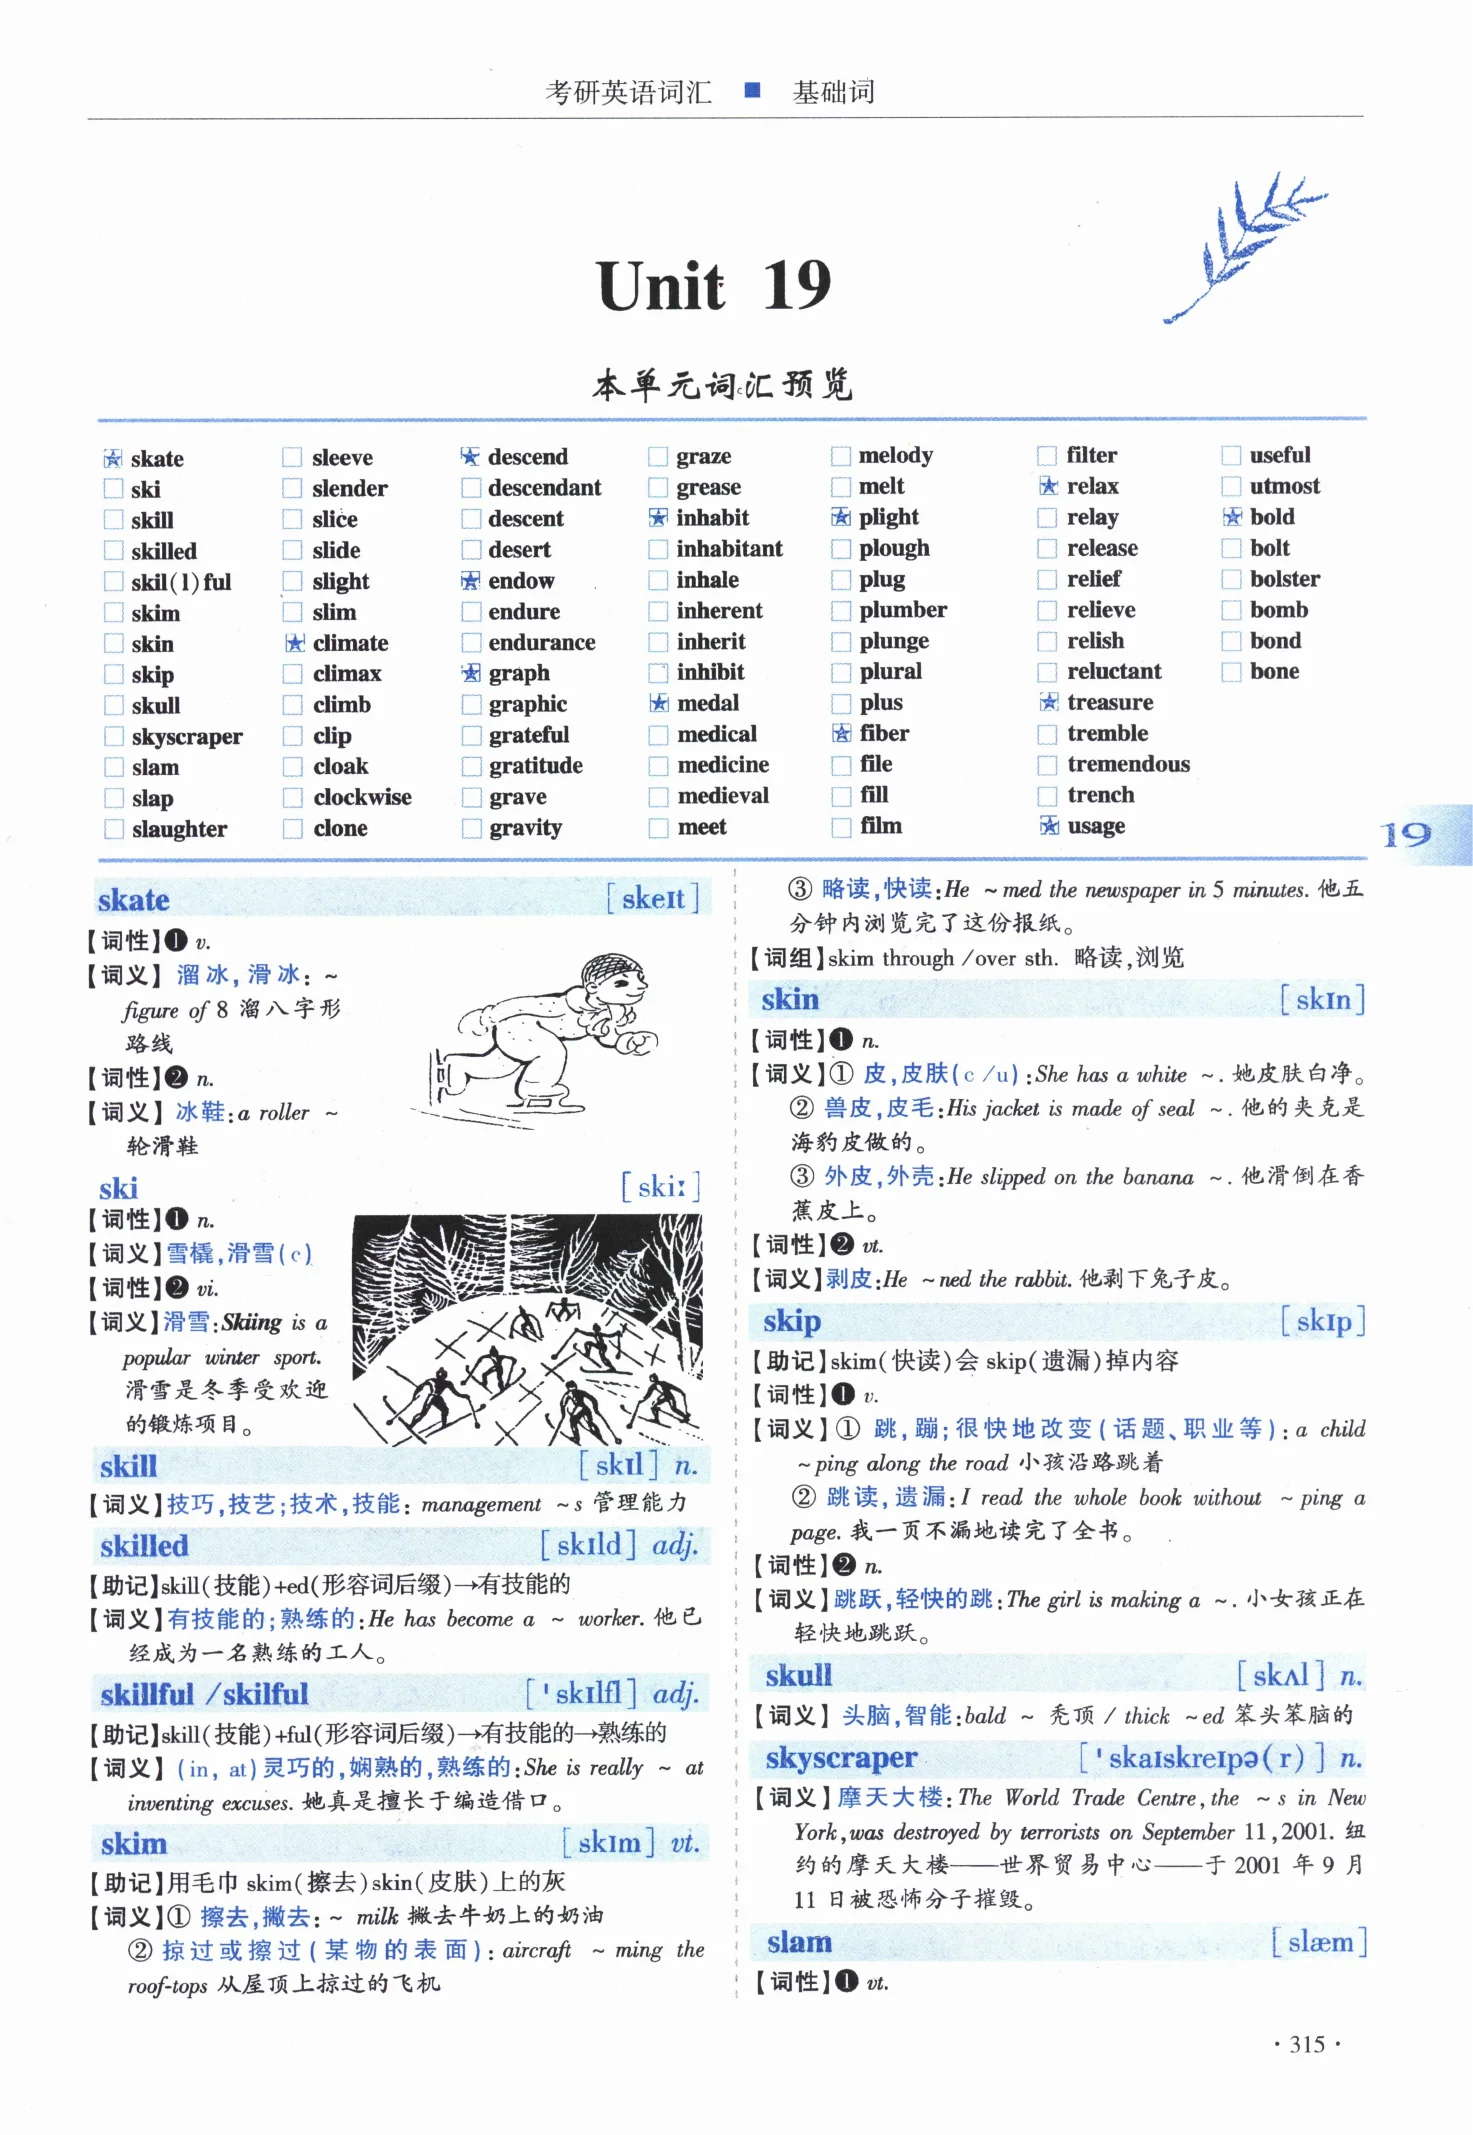 考研英语词汇 ■ 基础词
Unit 19
本单元词汇预览
skate sleeve descend graze melody filter useful
ski slender descendant grease melt relax utmost
skill slice descent inhabit plight relay bold
skilled slide desert inhabitant plough release bolt
skil(l)ful slight endow inhale plug relief bolster
skim slim endure inherent plumber relieve bomb
skin climate endurance inherit plunge relish bond
skip climax graph inhibit plural reluctant bone
skull climb graphic medal plus treasure
skyscraper clip grateful medical fiber tremble
slam cloak gratitude medicine file tremendous
slap clockwise grave medieval fill trench
slaughter clone gravity meet film usage
19
skate [skeIt]
【词性】❶ v.
【词义】 溜冰,滑冰: ~
figure of 8 溜八字形
路线
【词性】❷ n.
【词义】 冰鞋:a roller ~
轮滑鞋
ski [skiː]
【词性】❶ n.
【词义】雪橇,滑雪(c)
【词性】❷ vi.
【词义】滑雪:Skiing is a
popular winter sport.
滑雪是冬季受欢迎
的锻炼项目。
skill [skIl] n.
【词义】技巧,技艺;技术,技能: management ~s 管理能力
skilled [skIld] adj.
【助记】skill(技能)+ed(形容词后缀)→有技能的
【词义】有技能的;熟练的:He has become a ~ worker. 他已
经成为一名熟练的工人。
skillful /skilful ['skIlfl] adj.
【助记】skill(技能)+ful(形容词后缀)→有技能的→熟练的
【词义】 (in, at)灵巧的,娴熟的,熟练的:She is really ~ at
inventing excuses. 她真是擅长于编造借口。
skim [skIm] vt.
【助记】用毛巾 skim(擦去)skin(皮肤)上的灰
【词义】① 擦去,撇去: ~ milk 撇去牛奶上的奶油
② 掠过或擦过(某物的表面): aircraft ~ming the
roof-tops 从屋顶上掠过的飞机
③ 略读,快读:He ~med the newspaper in 5 minutes. 他五
分钟内浏览完了这份报纸。
【词组】skim through /over sth. 略读,浏览
skin [skIn]
【词性】❶ n.
【词义】① 皮,皮肤(c /u):She has a white ~. 她皮肤白净。
② 兽皮,皮毛:His jacket is made of seal ~. 他的夹克是
海豹皮做的。
③ 外皮,外壳:He slipped on the banana ~. 他滑倒在香
蕉皮上。
【词性】❷ vt.
【词义】剥皮:He ~ned the rabbit. 他剥下兔子皮。
skip [skIp]
【助记】skim(快读)会 skip(遗漏)掉内容
【词性】❶ v.
【词义】① 跳,蹦;很快地改变(话题、职业等): a child
~ping along the road 小孩沿路跳着
② 跳读,遗漏:I read the whole book without ~ping a
page. 我一页不漏地读完了全书。
【词性】❷ n.
【词义】跳跃,轻快的跳:The girl is making a ~. 小女孩正在
轻快地跳跃。
skull [skʌl] n.
【词义】 头脑,智能:bald ~ 秃顶 / thick ~ed 笨头笨脑的
skyscraper ['skaIskreIpə(r)] n.
【词义】摩天大楼:The World Trade Centre,the ~s in New
York,was destroyed by terrorists on September 11,2001. 纽
约的摩天大楼——世界贸易中心——于 2001 年 9 月
11 日被恐怖分子摧毁。
slam [slæm]
【词性】❶ vt.
·315·